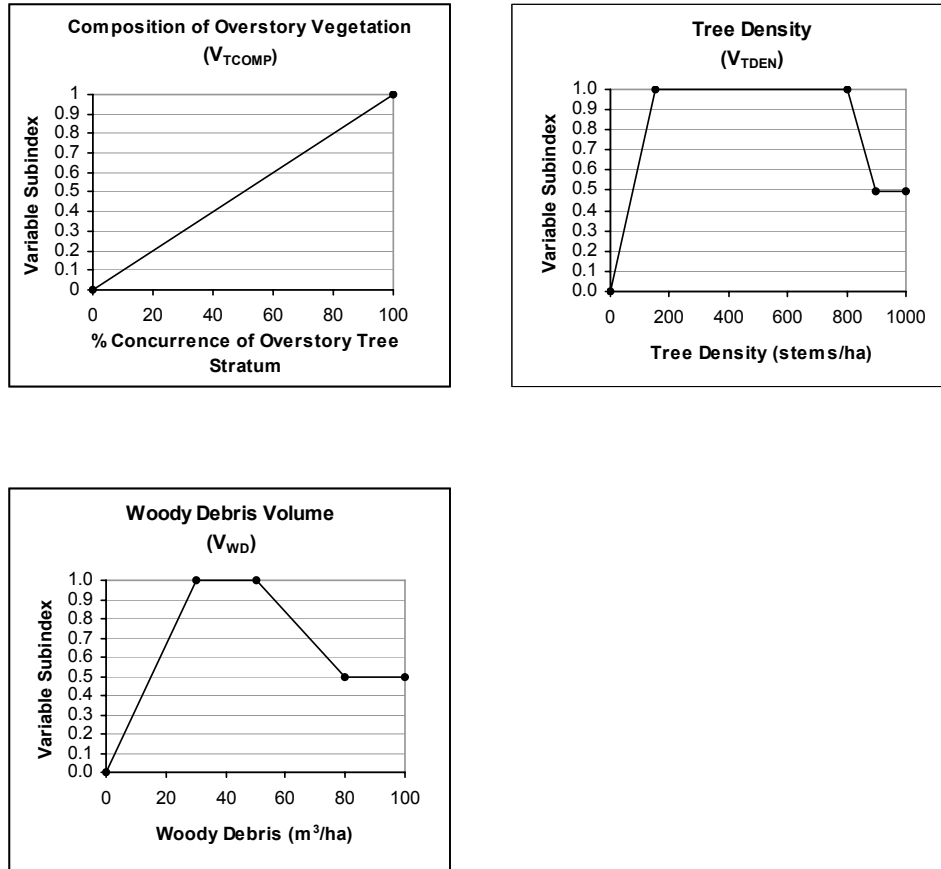 Composition of Overstory Vegetation
(VTCOMP)
Variable Subindex
1
0.9
0.8
0.7
0.6
0.5
0.4
0.3
0.2
0.1
0
0 20 40 60 80 100
% Concurrence of Overstory Tree
Stratum
Tree Density
(VTDEN)
Variable Subindex
1.0
0.9
0.8
0.7
0.6
0.5
0.4
0.3
0.2
0.1
0.0
0 200 400 600 800 1000
Tree Density (stems/ha)
Woody Debris Volume
(VWD)
Variable Subindex
1.0
0.9
0.8
0.7
0.6
0.5
0.4
0.3
0.2
0.1
0.0
0 20 40 60 80 100
Woody Debris (m³/ha)